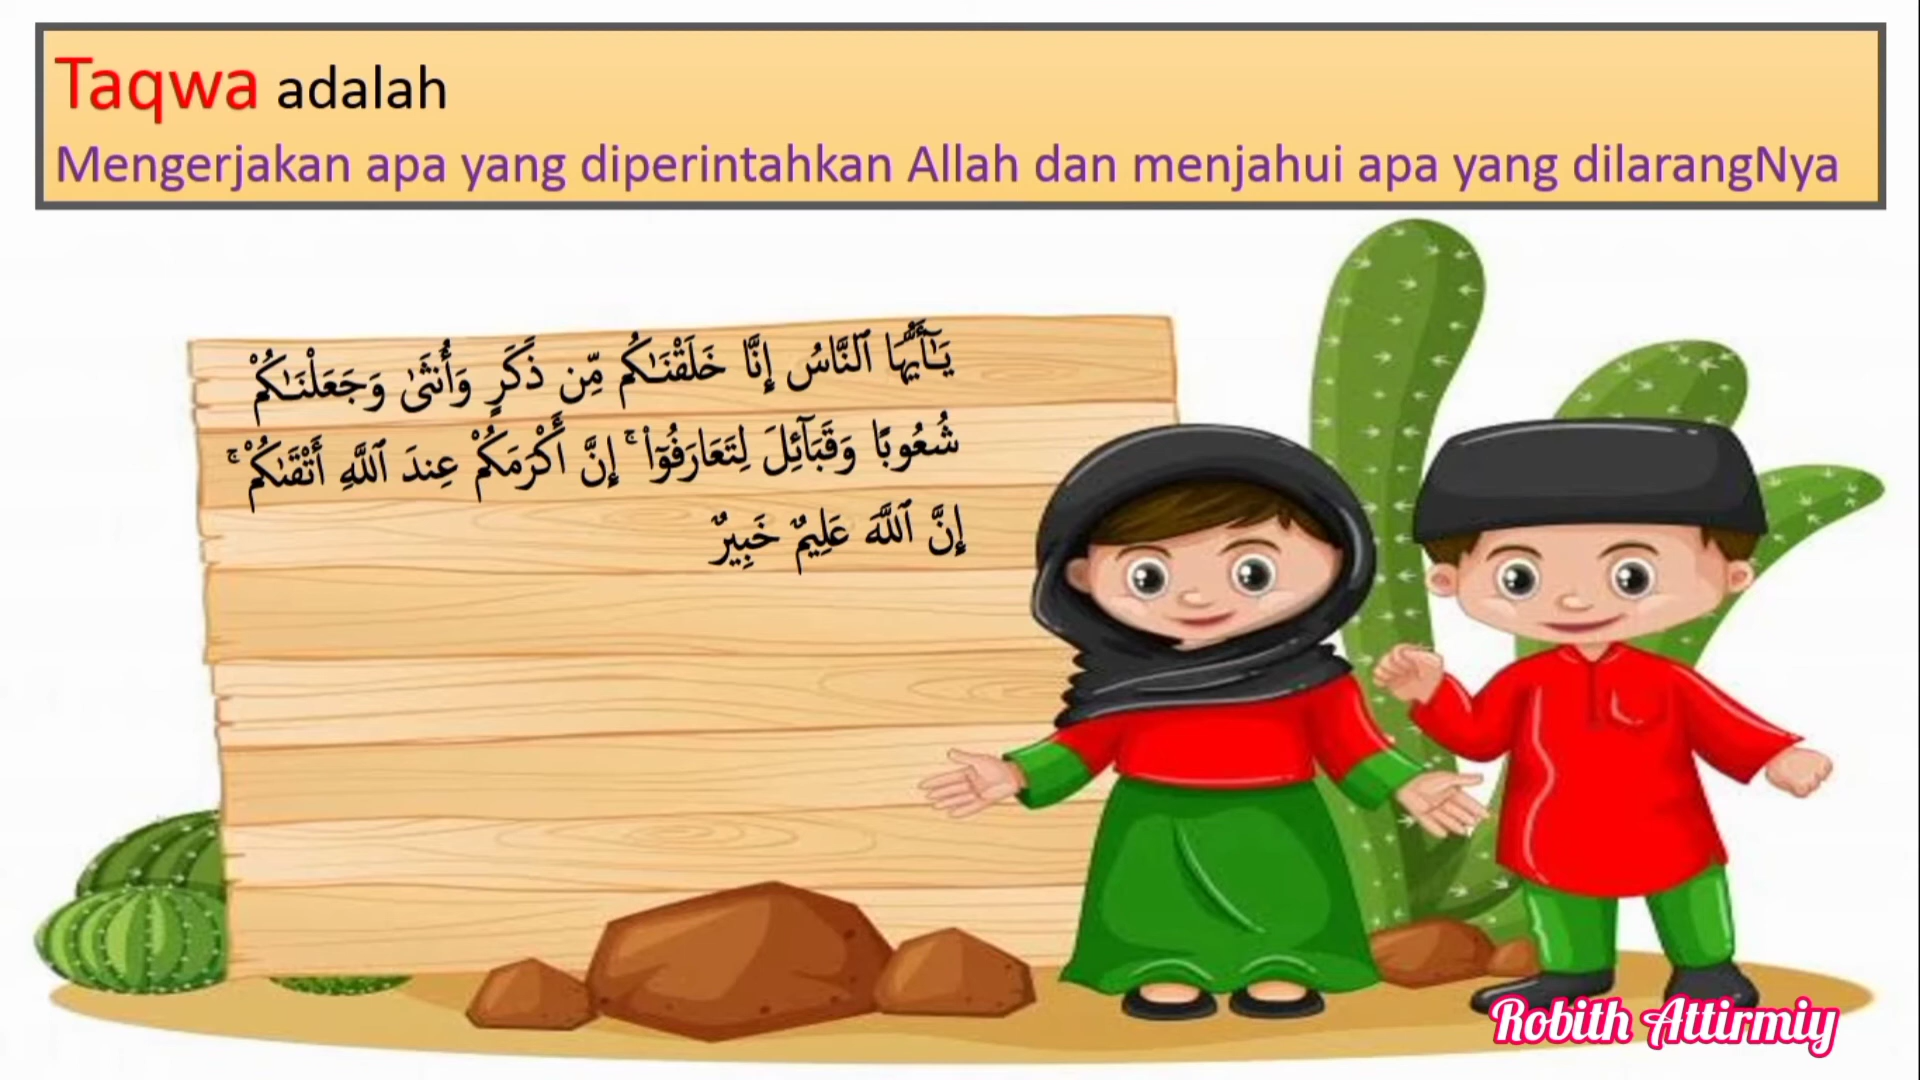 Taqwa adalah
Mengerjakan apa yang diperintahkan Allah dan menjahui apa yang dilarangNya
يَـٰٓأَيُّهَا ٱلنَّاسُ إِنَّا خَلَقْنَـٰكُم مِّن ذَكَرٍ وَأُنثَىٰ وَجَعَلْنَـٰكُمْ
شُعُوبًا وَقَبَآئِلَ لِتَعَارَفُوٓا۟ ۚ إِنَّ أَكْرَمَكُمْ عِندَ ٱللَّهِ أَتْقَىٰكُمْ ۚ
إِنَّ ٱللَّهَ عَلِيمٌ خَبِيرٌ
Robith Attirmiy